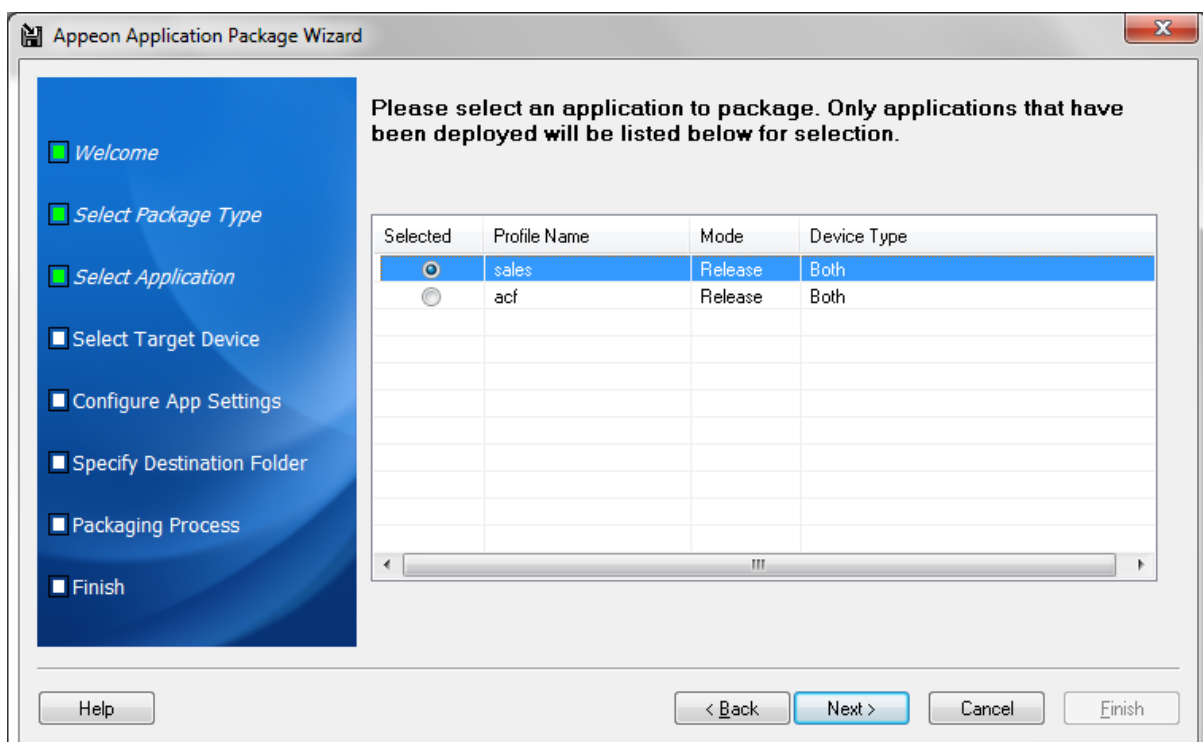 Appeon Application Package Wizard
Welcome
Select Package Type
Select Application
Select Target Device
Configure App Settings
Specify Destination Folder
Packaging Process
Finish
Please select an application to package. Only applications that have
been deployed will be listed below for selection.
Selected Profile Name Mode Device Type
sales Release Both
acf Release Both
Help < Back Next > Cancel Finish